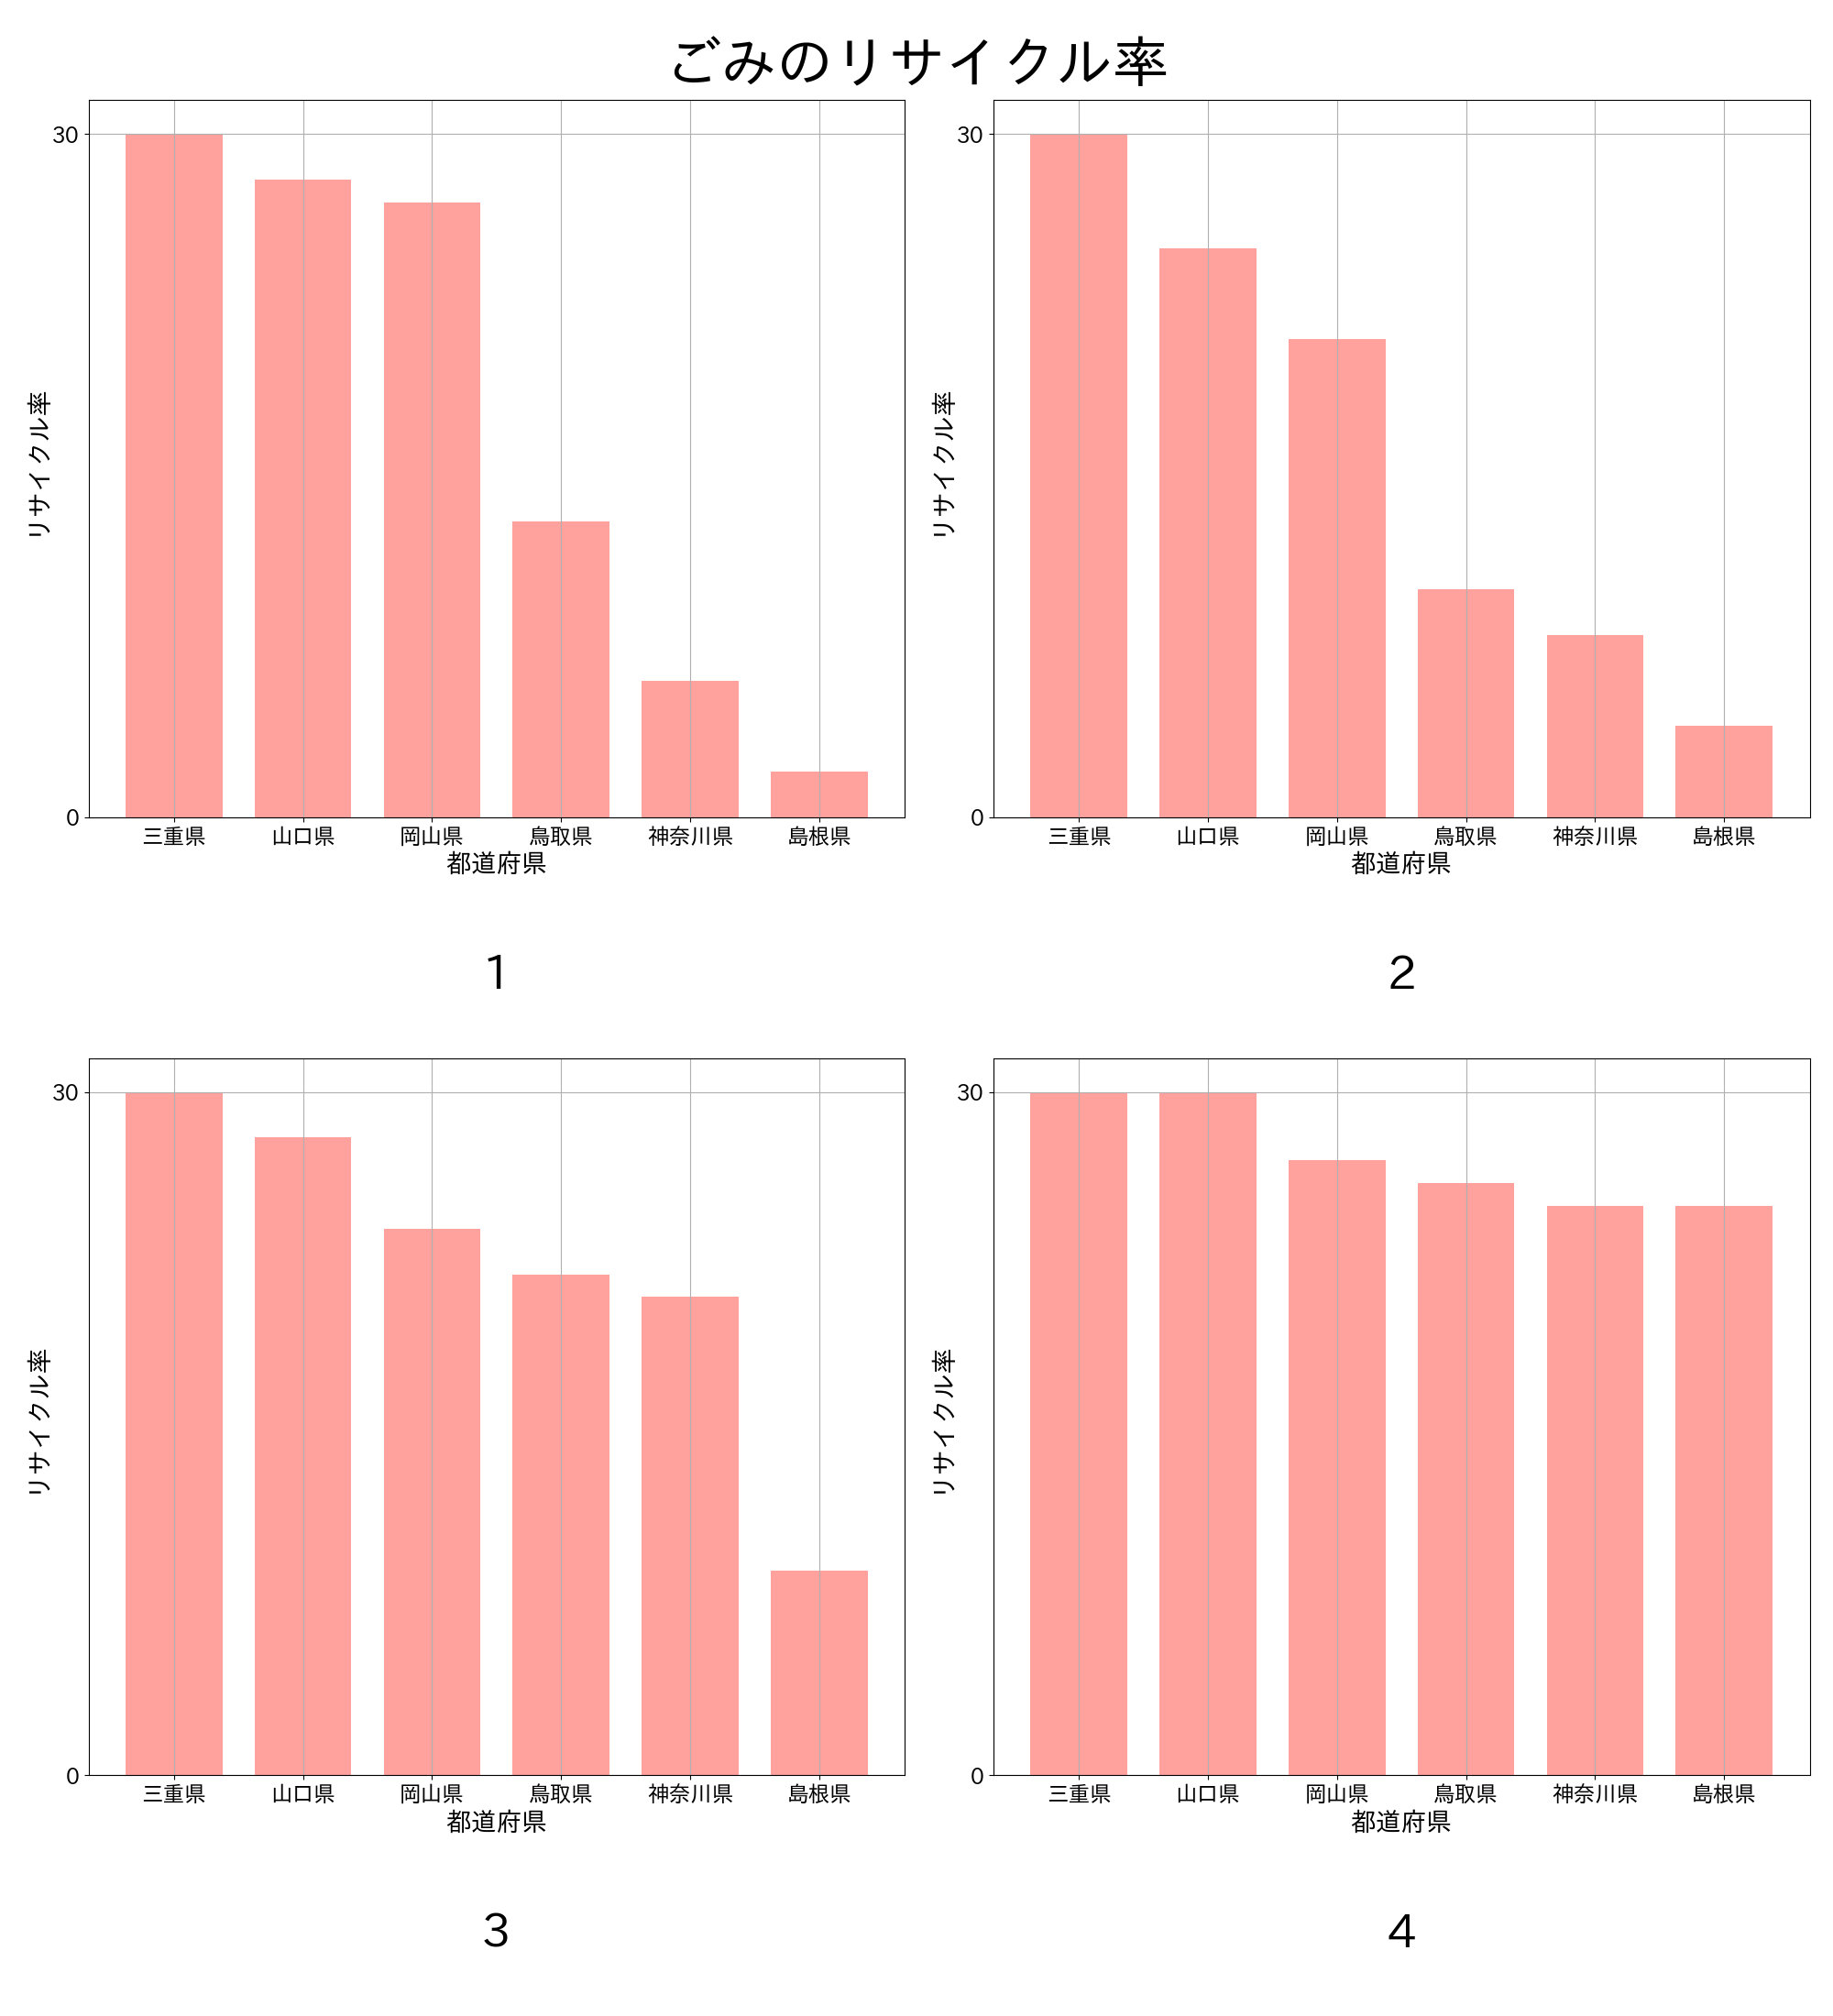 ごみのリサイクル率
30
0
リサイクル率
三重県 山口県 岡山県 鳥取県 神奈川県 島根県
都道府県
1
30
0
リサイクル率
三重県 山口県 岡山県 鳥取県 神奈川県 島根県
都道府県
2
30
0
リサイクル率
三重県 山口県 岡山県 鳥取県 神奈川県 島根県
都道府県
3
30
0
リサイクル率
三重県 山口県 岡山県 鳥取県 神奈川県 島根県
都道府県
4